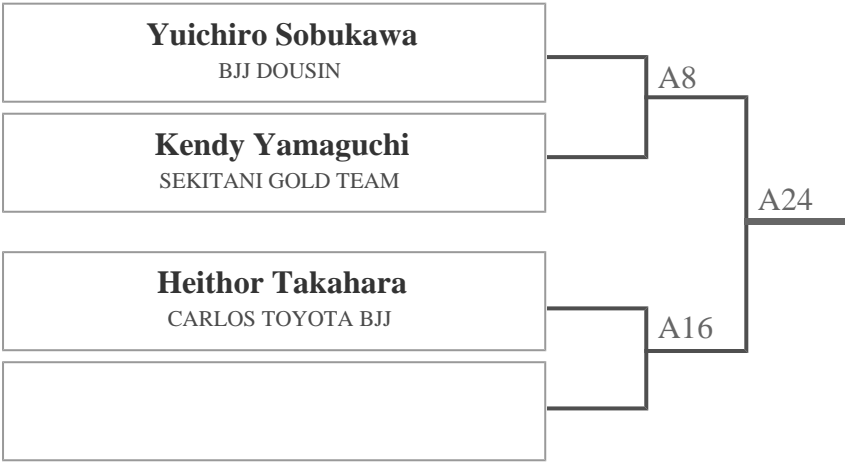 Yuichiro Sobukawa
BJJ DOUSIN
A8
Kendy Yamaguchi
SEKITANI GOLD TEAM
A24
Heithor Takahara
CARLOS TOYOTA BJJ
A16